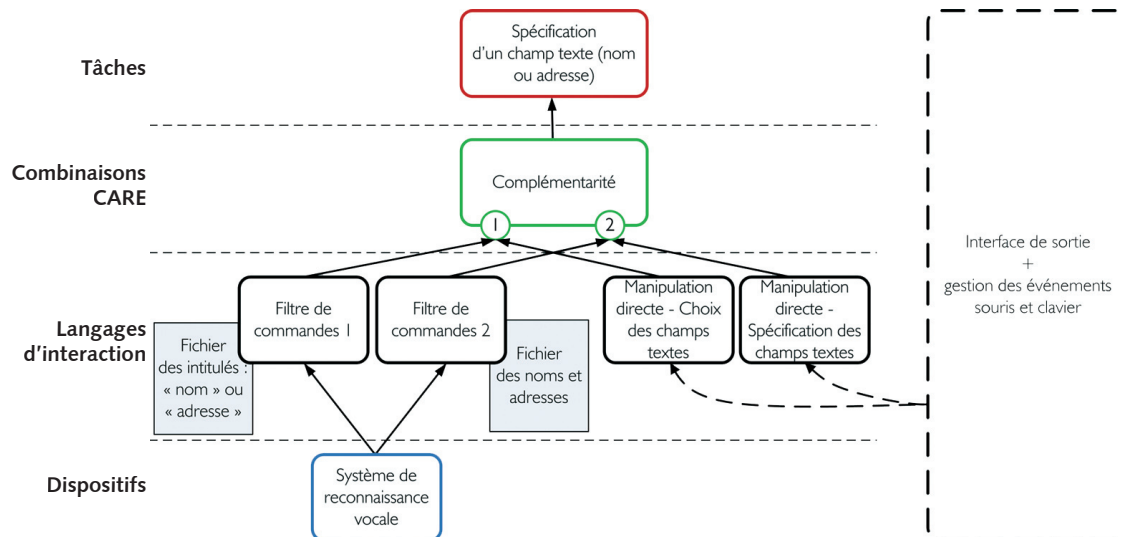 Tâches
Spécification
d'un champ texte (nom
ou adresse)
Combinaisons
CARE
Complémentarité
1
2
Langages
d'interaction
Fichier
des intitulés :
« nom » ou
« adresse »
Filtre de
commandes 1
Filtre de
commandes 2
Fichier
des noms et
adresses
Manipulation
directe - Choix
des champs
textes
Manipulation
directe -
Spécification des
champs textes
Dispositifs
Système de
reconnaissance
vocale
Interface de sortie
+
gestion des événements
souris et clavier